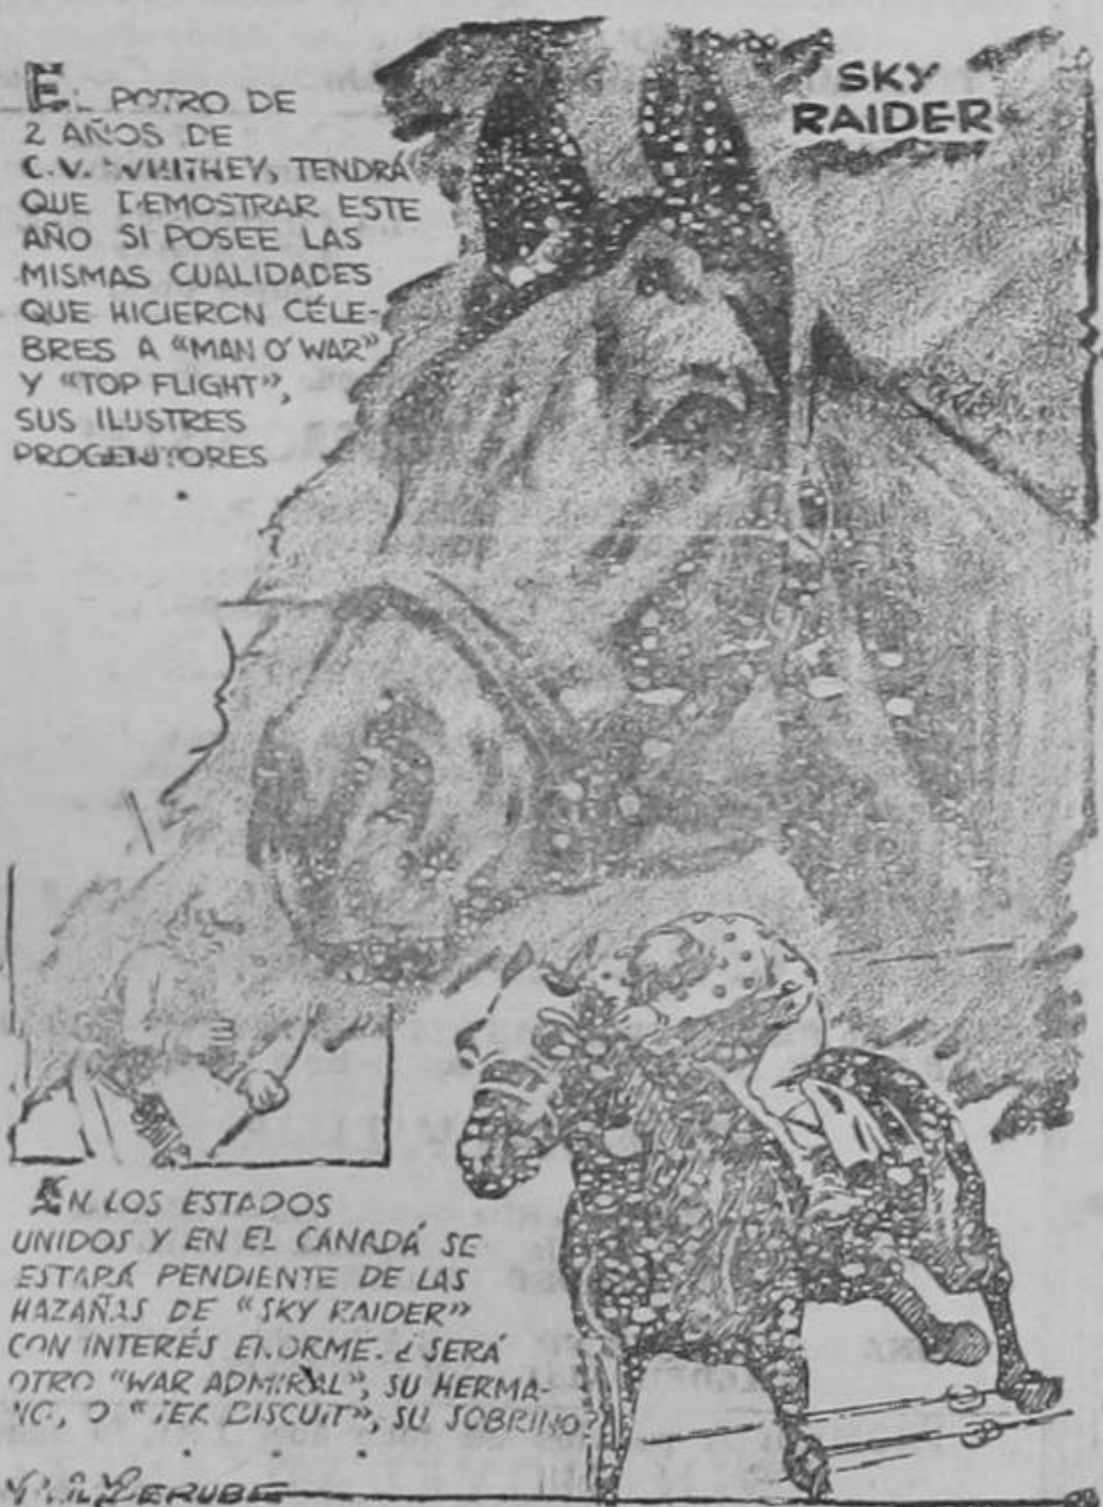 SKY
RAIDER
EL POTRO DE
2 AÑOS DE
C.V. WHITHEY, TENDRÁ
QUE DEMOSTRAR ESTE
AÑO SI POSEE LAS
MISMAS CUALIDADES
QUE HICIERON CÉLE-
BRES A "MAN O' WAR"
Y "TOP FLIGHT",
SUS ILUSTRES
PROGENITORES
EN LOS ESTADOS
UNIDOS Y EN EL CANADÁ SE
ESTARÁ PENDIENTE DE LAS
HAZAÑAS DE "SKY RAIDER"
CON INTERÉS ENORME. ¿SERÁ
OTRO "WAR ADMIRAL", SU HERMA-
NO, O BISCUIT", SU SOBRINO?
BERUBE